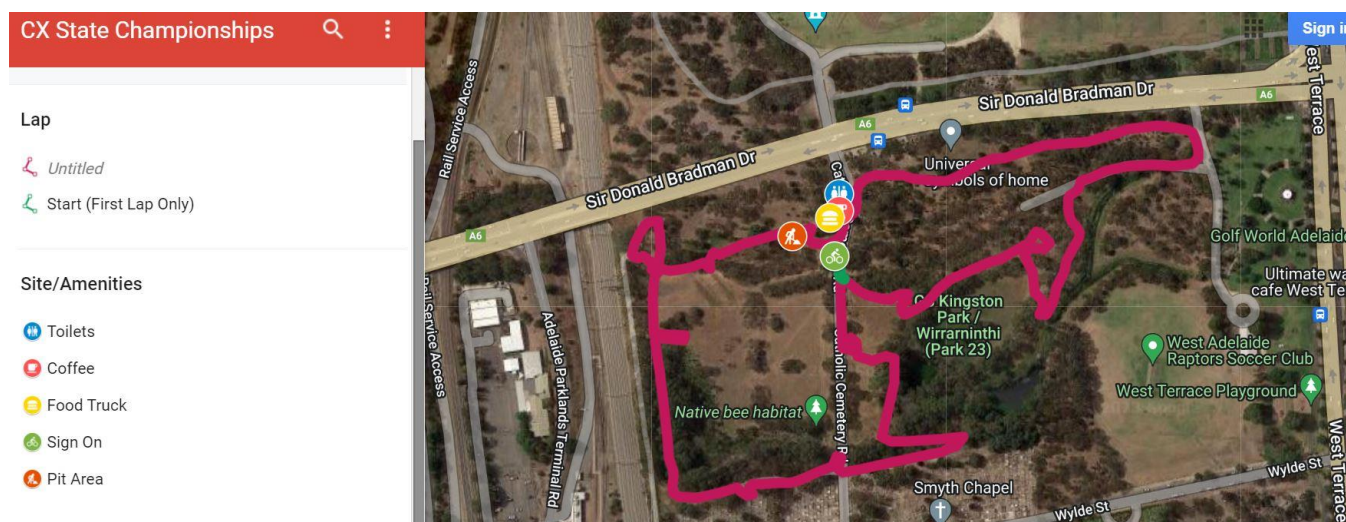 CX State Championships
Lap
Untitled
Start (First Lap Only)
Site/Amenities
Toilets
Coffee
Food Truck
Sign On
Pit Area
Sign in
Rail Service Access
Sir Donald Bradman Dr
A6
West Terrace
A6
A6
Sir Donald Bradman Dr
A6
Rail Service Access
Adelaide Parklands Terminal Rd
of home
Golf World Adelaide
Ultimate
cafe West
Kingston
Park /
Wirrarninthi
(Park 23)
West Adelaide
Raptors Soccer Club
West Terrace Playground
Native bee habitat
Catholic Cemetery
Smyth Chapel
Wylde St
Wylde St
West Terrace